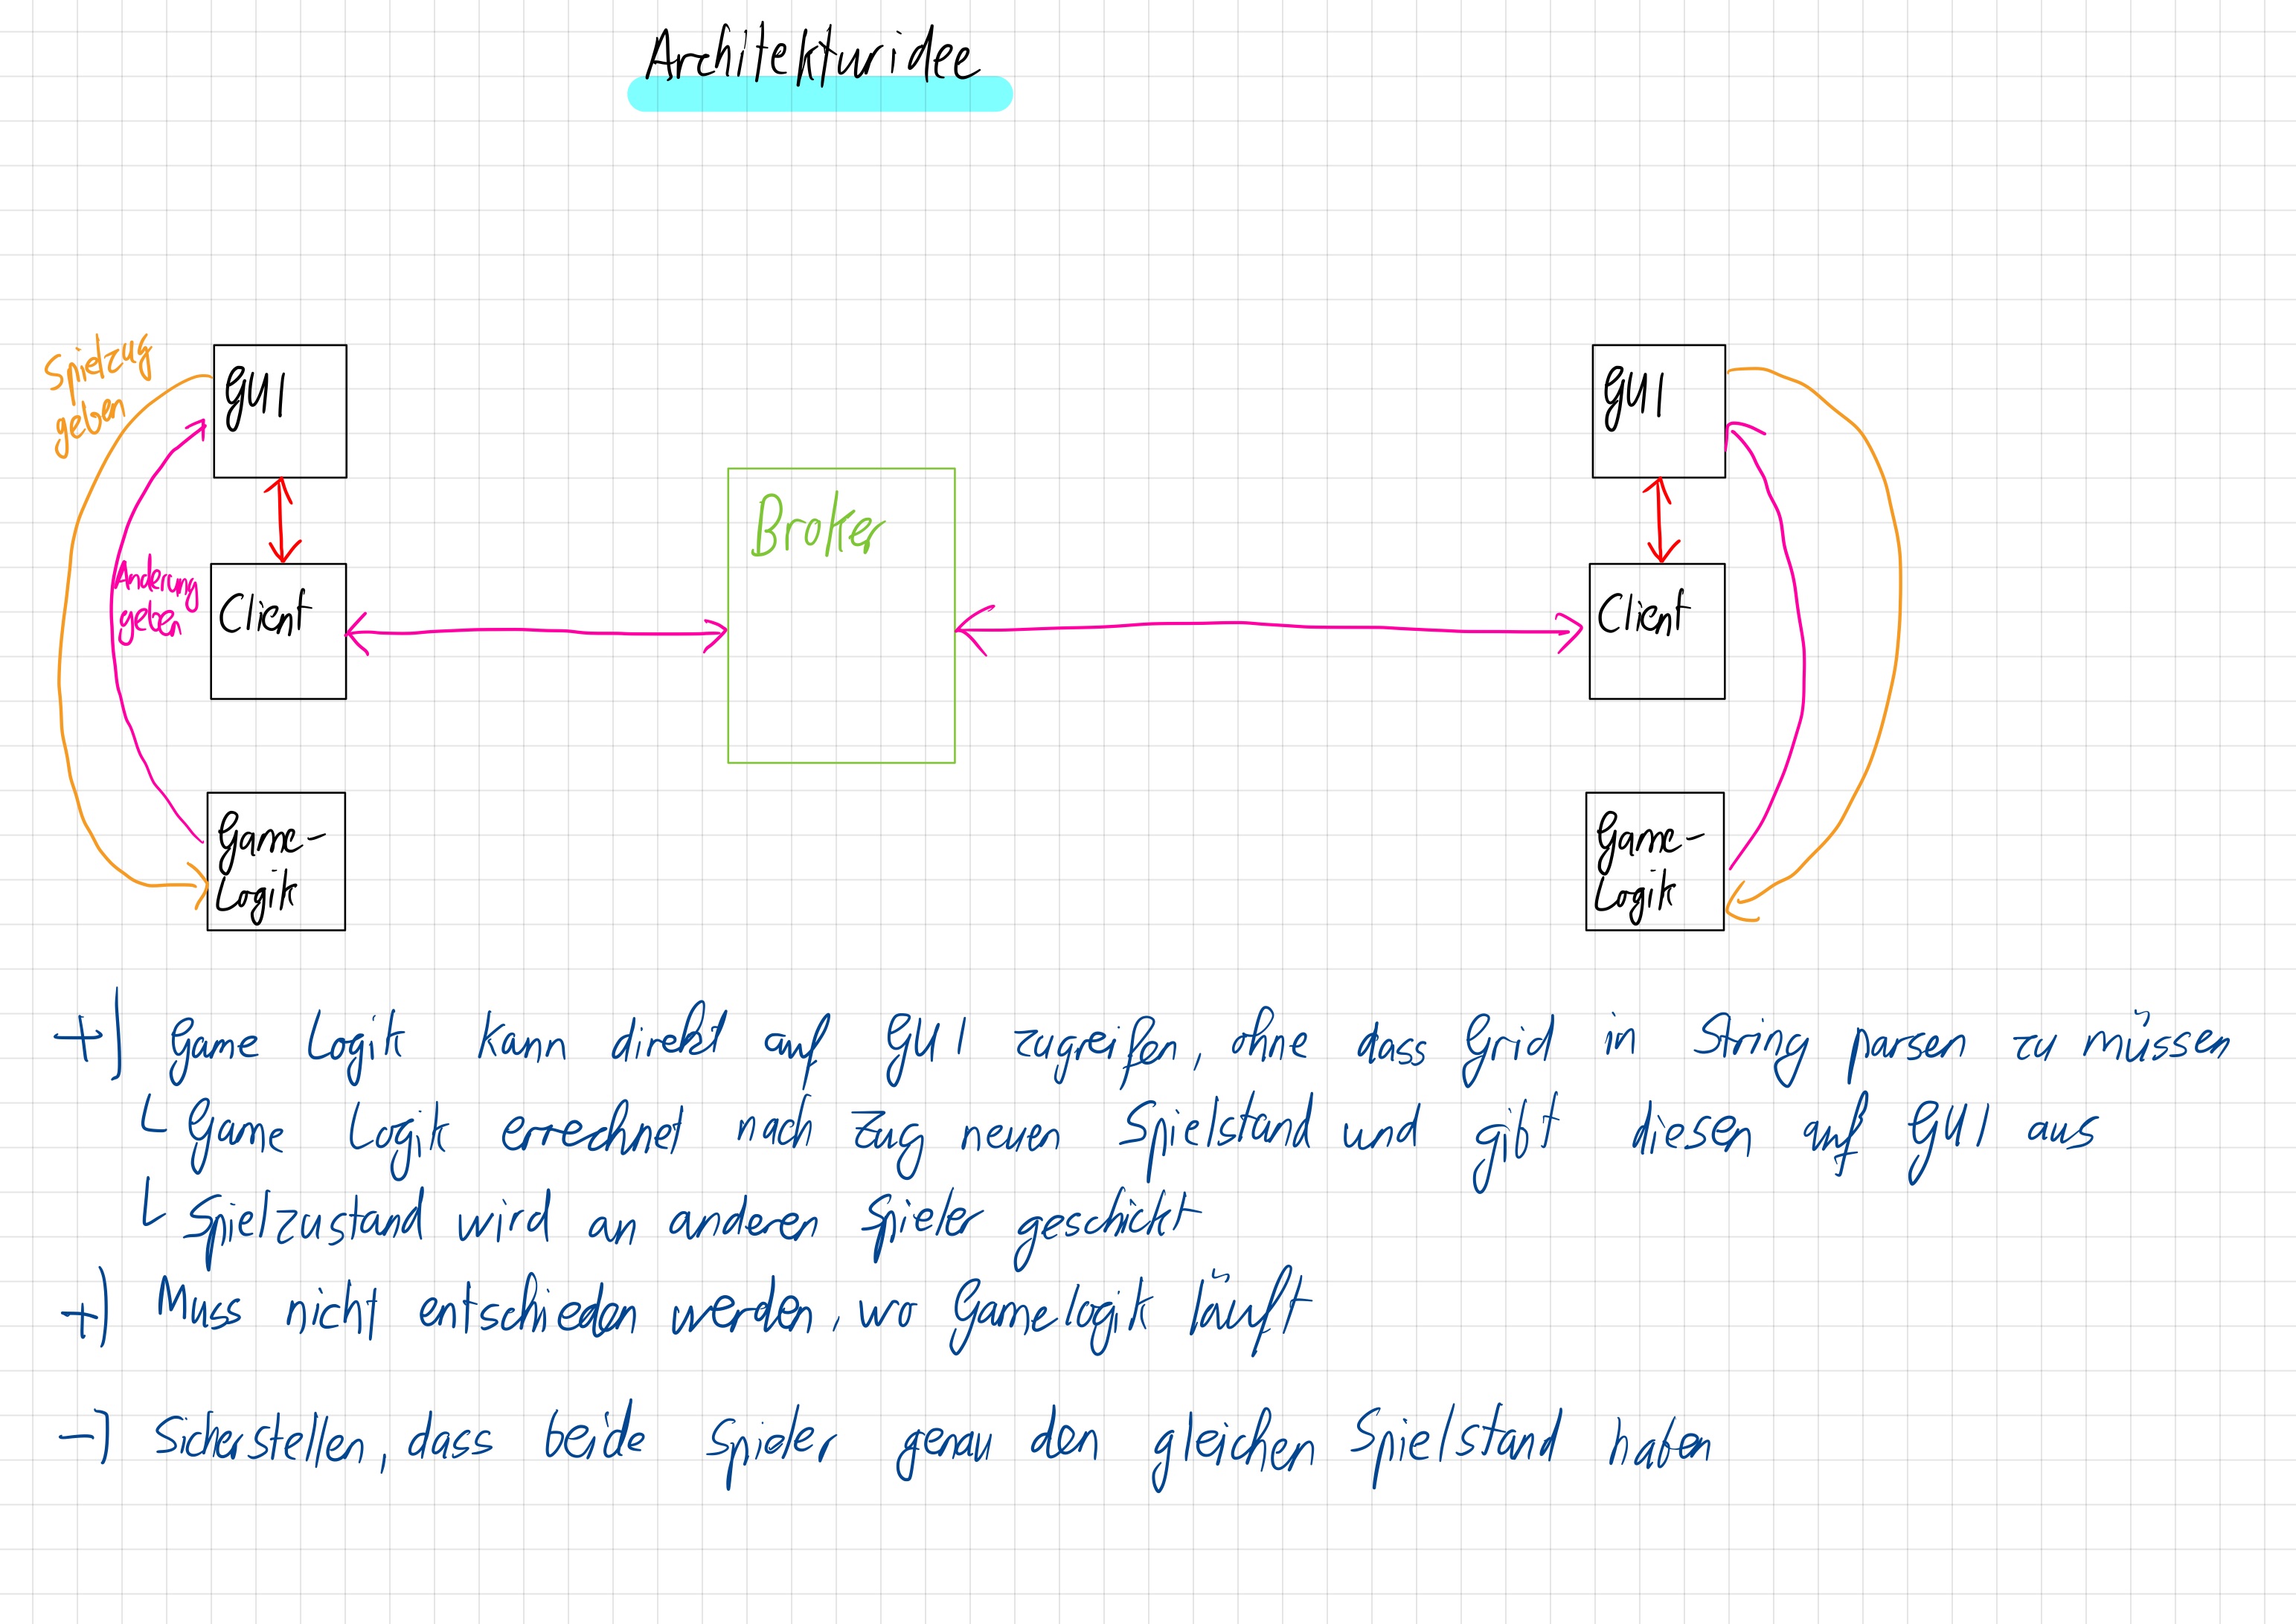 Architekturidee
Spielzug
geben
GUI
GUI
Broker
Änderung
geben
Client
Client
Game-
Logik
Game-
Logik
+) Game Logik kann direkt auf GUI zugreifen, ohne dass Grid in String parsen zu müssen
Game Logik errechnet nach Zug neuen Spielstand und gibt diesen auf GUI aus
Spielzustand wird an anderen Spieler geschickt
+) Muss nicht entschieden werden, wo Gamelogik läuft
-) Sicherstellen, dass beide Spieler genau den gleichen Spielstand haben